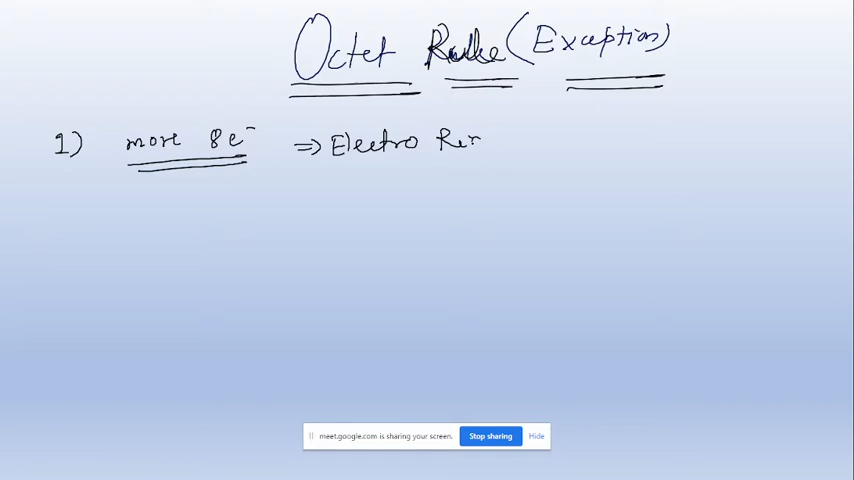 Octet Rule (Exception)
1) more 8e⁻ ⇒ Electro
meet.google.com is sharing your screen. Stop sharing Hide